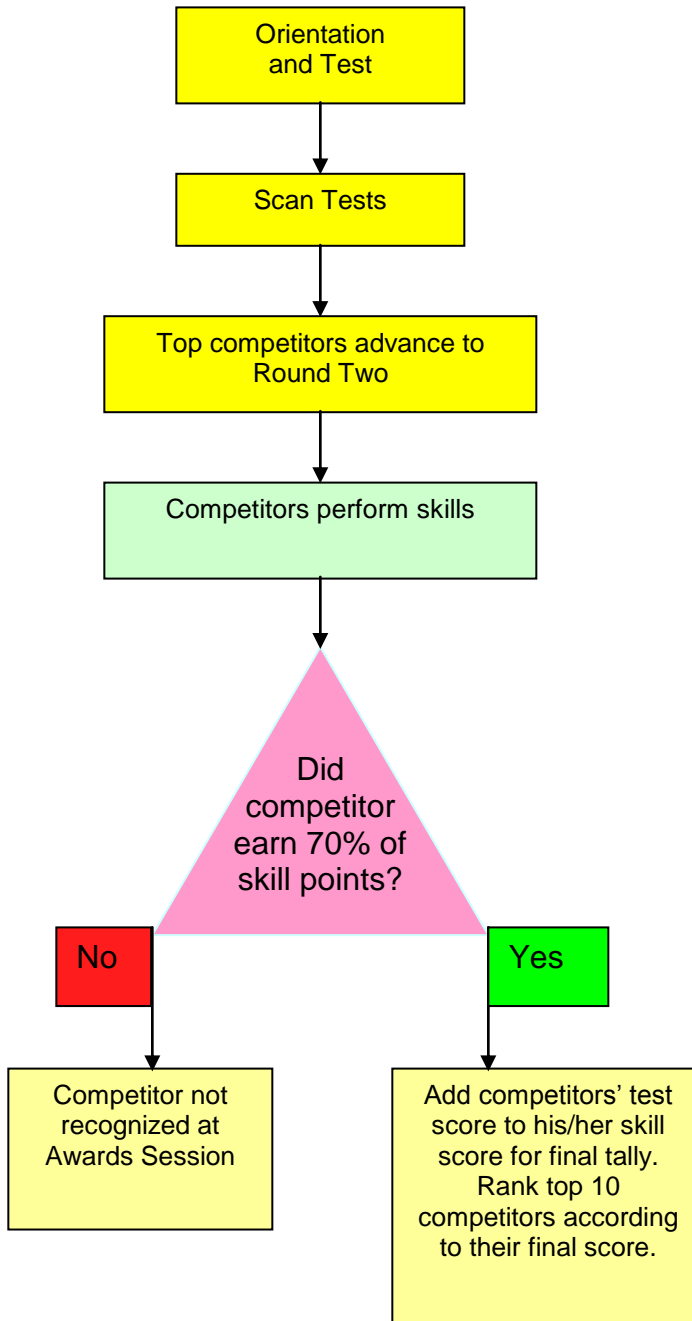 Orientation
and Test
Scan Tests
Top competitors advance to
Round Two
Competitors perform skills
Did
competitor
earn 70% of
skill points?
No
Yes
Competitor not
recognized at
Awards Session
Add competitors’ test
score to his/her skill
score for final tally.
Rank top 10
competitors according
to their final score.